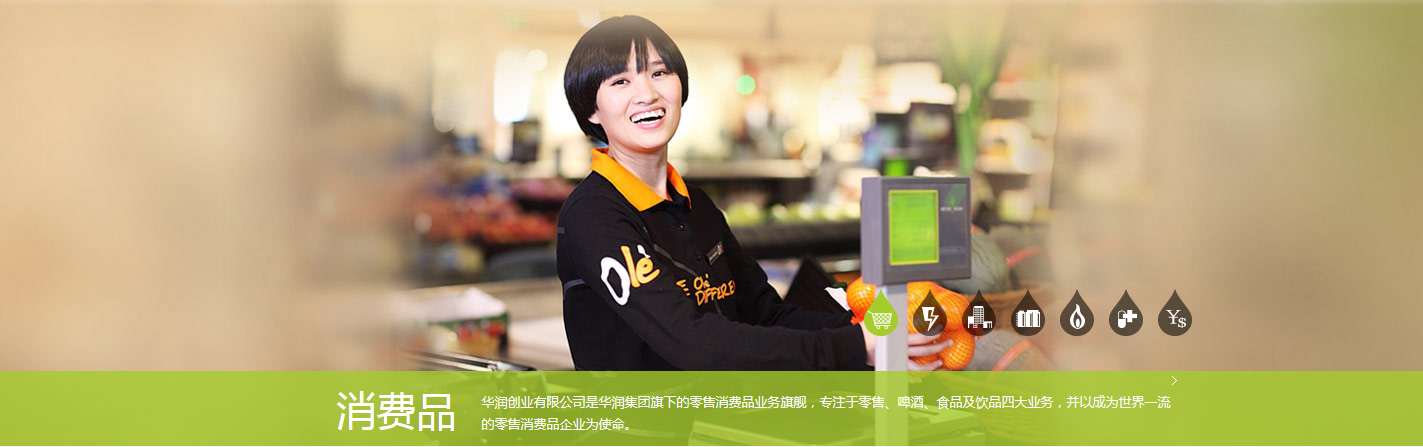 Olé
Olé
DIFFERE
¥$
消费品
华润创业有限公司是华润集团旗下的零售消费品业务旗舰，专注于零售、啤酒、食品及饮品四大业务，并以成为世界一流
的零售消费品企业为使命。